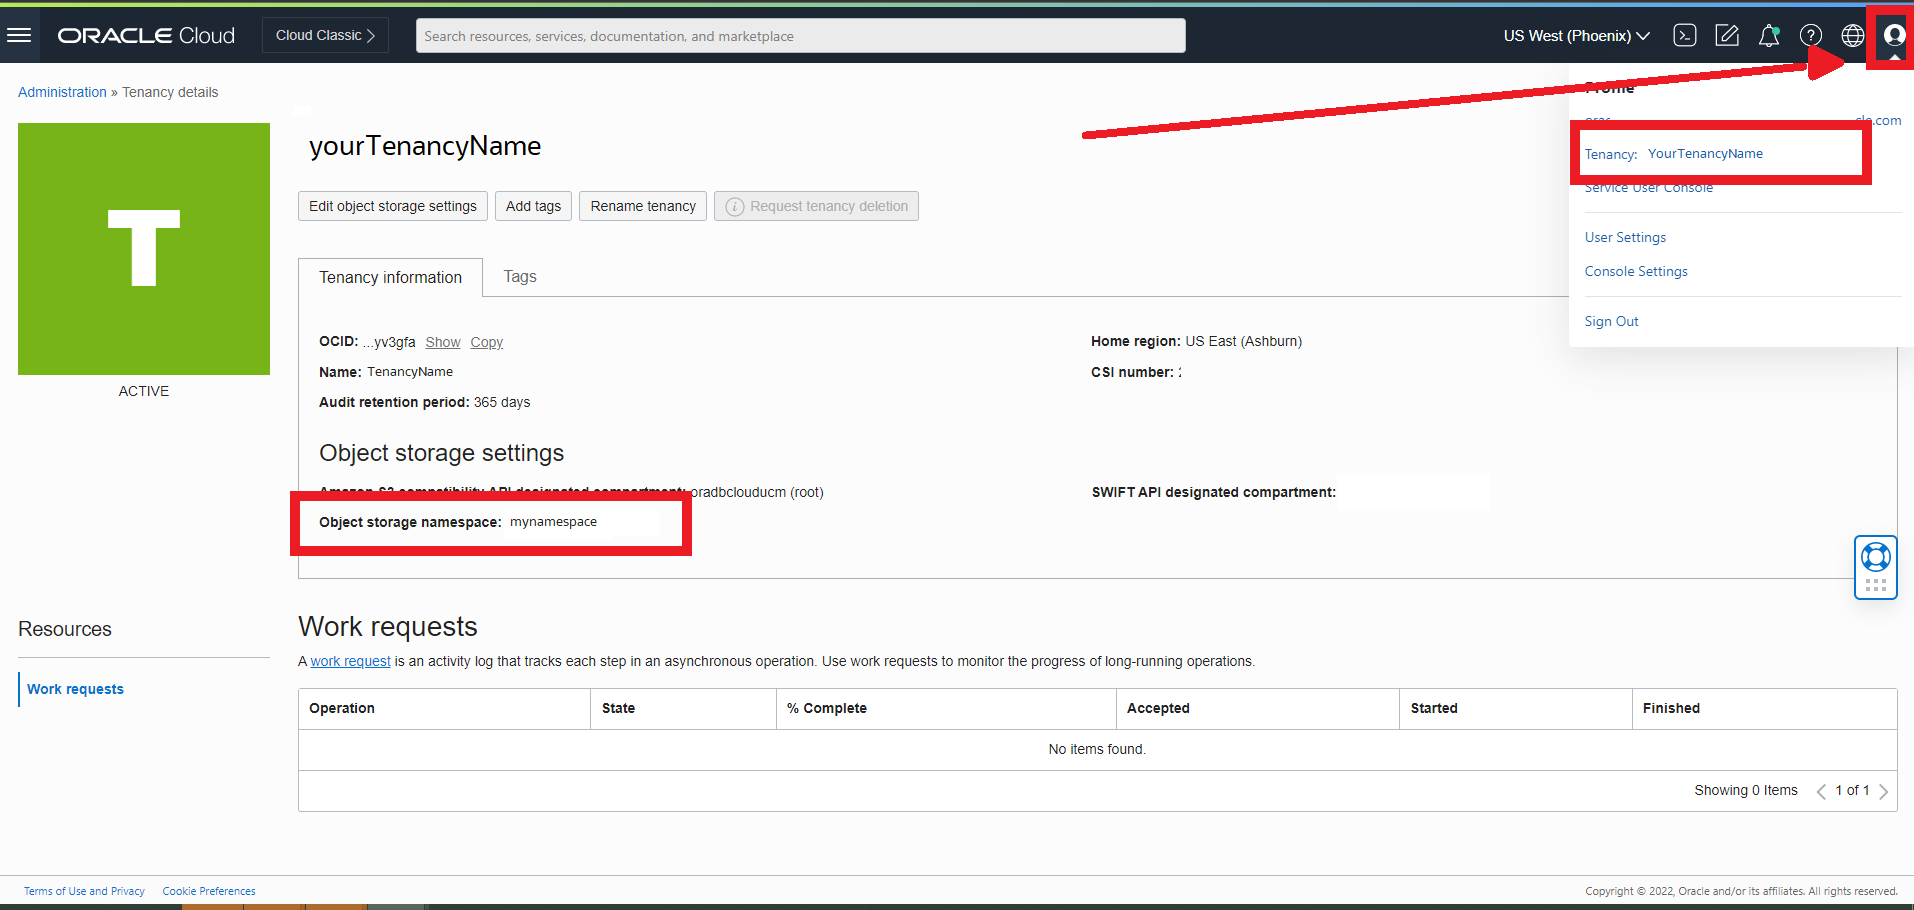 ORACLE Cloud
Cloud Classic
Search resources, services, documentation, and marketplace
US West (Phoenix)
Profile
Administration » Tenancy details
cle.com
yourTenancyName
Tenancy: YourTenancyName
Service User Console
Edit object storage settings
Add tags
Rename tenancy
Request tenancy deletion
User Settings
Console Settings
Sign Out
T
ACTIVE
Tenancy information
Tags
OCID: ...yv3gfa Show Copy
Home region: US East (Ashburn)
Name: TenancyName
CSI number:
Audit retention period: 365 days
Object storage settings
Amazon S3 compatibility API designated compartment: oradbclouducm (root)
SWIFT API designated compartment:
Object storage namespace: mynamespace
Resources
Work requests
Work requests
A work request is an activity log that tracks each step in an asynchronous operation. Use work requests to monitor the progress of long-running operations.
Operation State % Complete Accepted Started Finished
No items found.
Showing 0 Items 1 of 1
Terms of Use and Privacy Cookie Preferences
Copyright © 2022, Oracle and/or its affiliates. All rights reserved.